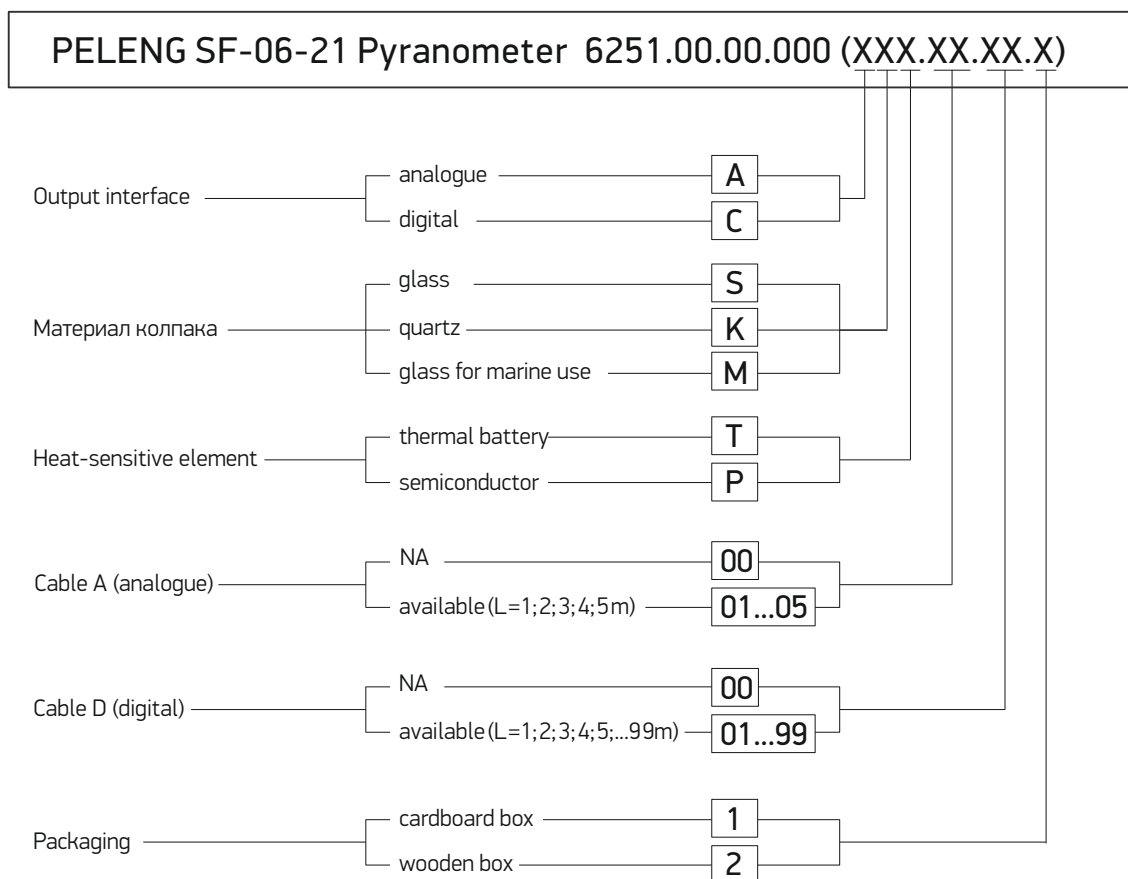 PELENG SF-06-21 Pyranometer 6251.00.00.000 (XXX.XX.XX.X)
Output interface
analogue A
digital C
Материал колпака
glass S
quartz K
glass for marine use M
Heat-sensitive element
thermal battery T
semiconductor P
Cable A (analogue)
NA 00
available (L=1;2;3;4;5m) 01...05
Cable D (digital)
NA 00
available (L=1;2;3;4;5;...99m) 01...99
Packaging
cardboard box 1
wooden box 2